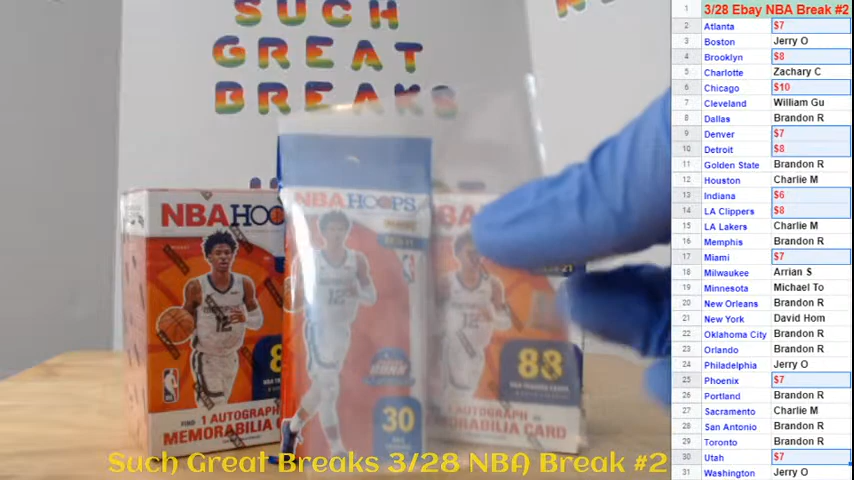 SUCH
GREAT
BREAKS
NBA HOOPS
12
30
NBA HOO
12
8
FIND 1 AUTOGRAPH
MEMORABILIA CARD
12
88
1 AUTOGRAPH
MEMORABILIA CARD
Such Great Breaks 3/28 NBA Break #2
1 3/28 Ebay NBA Break #2
2 Atlanta $7
3 Boston Jerry O
4 Brooklyn $8
5 Charlotte Zachary C
6 Chicago $10
7 Cleveland William Gu
8 Dallas Brandon R
9 Denver $7
10 Detroit $8
11 Golden State Brandon R
12 Houston Charlie M
13 Indiana $6
14 LA Clippers $8
15 LA Lakers Charlie M
16 Memphis Brandon R
17 Miami $7
18 Milwaukee Arrian S
19 Minnesota Michael To
20 New Orleans Brandon R
21 New York David Hom
22 Oklahoma City Brandon R
23 Orlando Brandon R
24 Philadelphia Jerry O
25 Phoenix $7
26 Portland Brandon R
27 Sacramento Charlie M
28 San Antonio Brandon R
29 Toronto Brandon R
30 Utah $7
31 Washington Jerry O